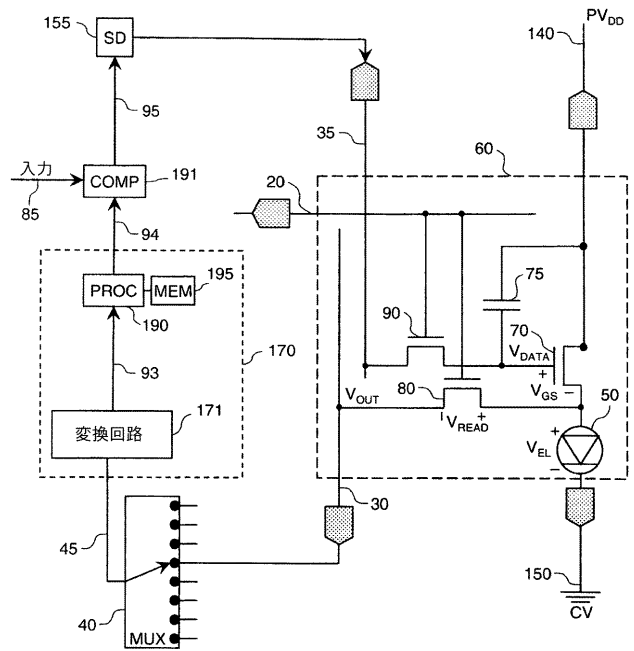 155
SD
140
PVDD
95
35
60
入力
85
COMP
191
20
94
75
PROC
MEM
195
190
90
70
VDATA
+
VGS
−
170
93
80
VOUT
−
VREAD
+
50
+
VEL
−
変換回路
171
45
30
40
MUX
150
CV